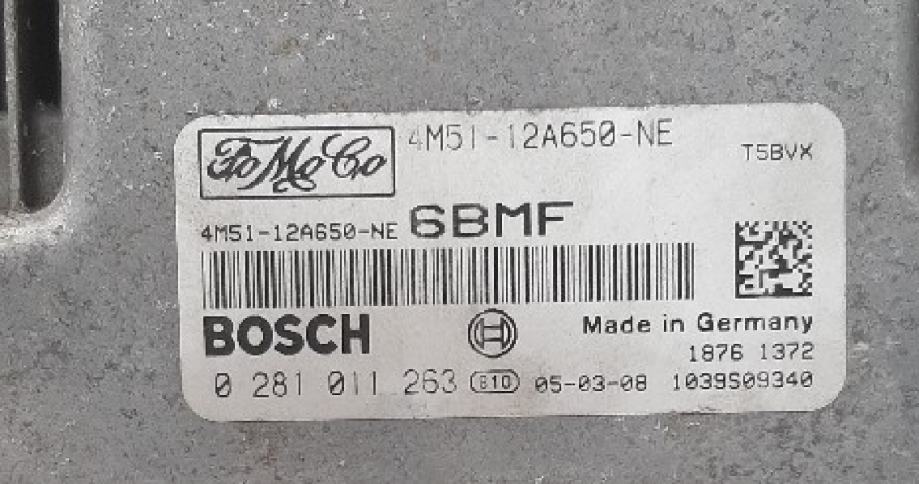 FoMoCo 4M51-12A650-NE
T5BVX
4M51-12A650-NE 6BMF
BOSCH
Made in Germany
1876 1372
0 281 011 263 E10 05-03-08 1039S09340